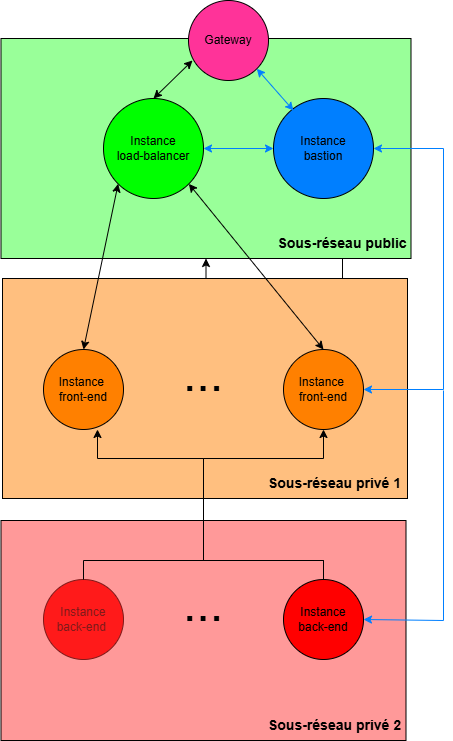 Gateway
Instance
load-balancer
Instance
bastion
Sous-réseau public
Instance
front-end
...
Instance
front-end
Sous-réseau privé 1
Instance
back-end
...
Instance
back-end
Sous-réseau privé 2